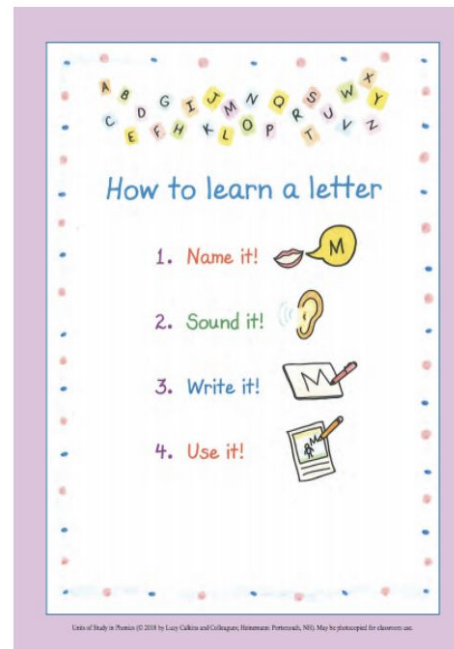 A B C D E F G H I J K L M N O P Q R S T U V W X Y Z
How to learn a letter
1. Name it! M
2. Sound it!
3. Write it! M
4. Use it! M
Units of Study in Phonics (© 2018 by Lucy Calkins and Colleagues, Heinemann: Portsmouth, NH). May be photocopied for classroom use.